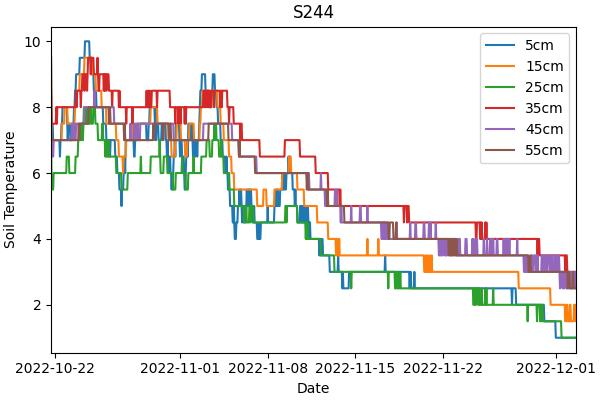 S244
5cm
15cm
25cm
35cm
45cm
55cm
Soil Temperature
10
8
6
4
2
2022-10-22 2022-11-01 2022-11-08 2022-11-15 2022-11-22 2022-12-01
Date